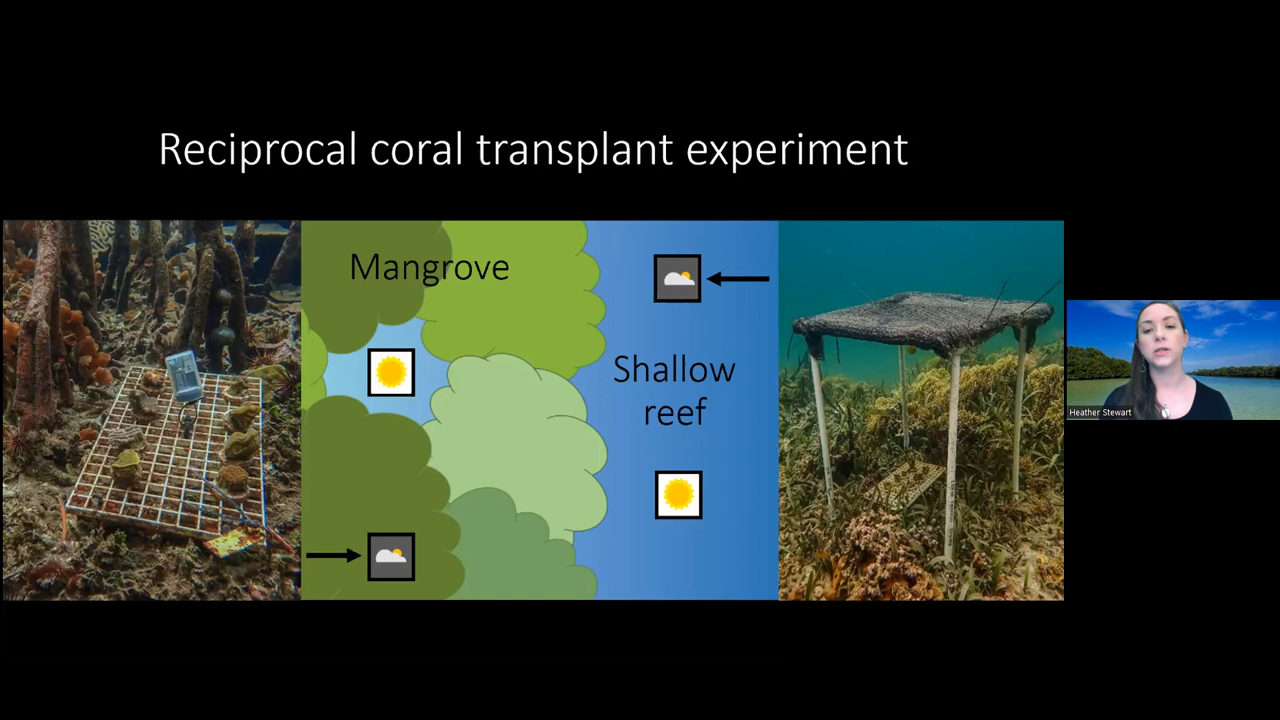 Reciprocal coral transplant experiment
Mangrove
Shallow
reef
Heather Stewart